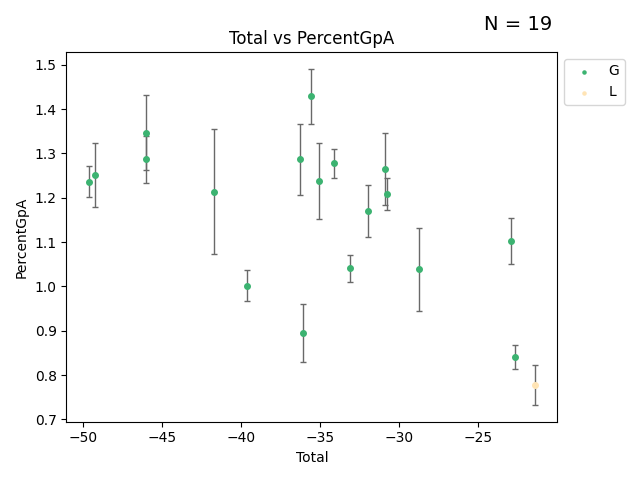 N = 19
Total vs PercentGpA
G
L
PercentGpA
1.5
1.4
1.3
1.2
1.1
1.0
0.9
0.8
0.7
−50 −45 −40 −35 −30 −25
Total